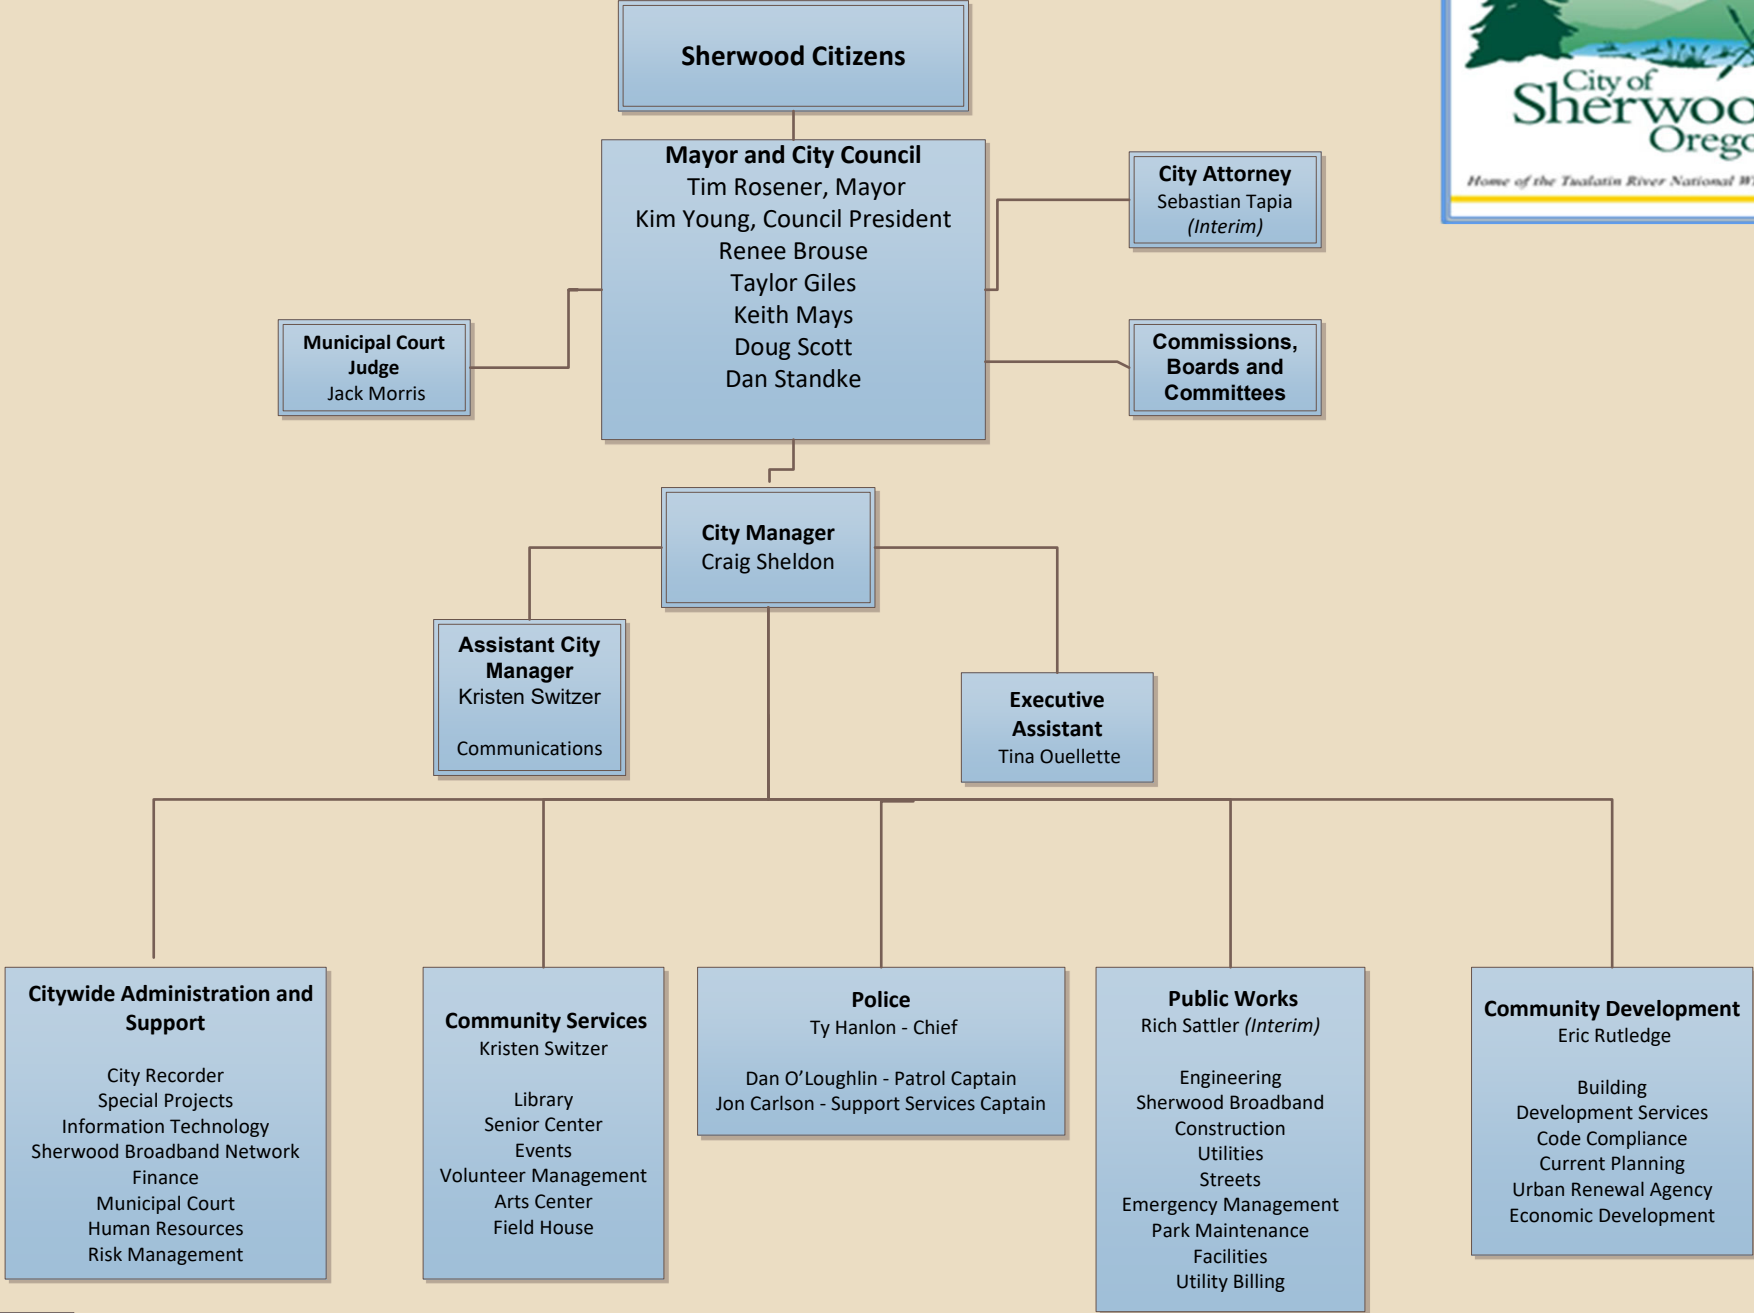 Sherwood Citizens
City of
Sherwoo
Orego
Home of the Tualatin River National W
Mayor and City Council
Tim Rosener, Mayor
Kim Young, Council President
Renee Brouse
Taylor Giles
Keith Mays
Doug Scott
Dan Standke
City Attorney
Sebastian Tapia
(Interim)
Municipal Court
Judge
Jack Morris
Commissions,
Boards and
Committees
City Manager
Craig Sheldon
Assistant City
Manager
Kristen Switzer
Communications
Executive
Assistant
Tina Ouellette
Citywide Administration and
Support
City Recorder
Special Projects
Information Technology
Sherwood Broadband Network
Finance
Municipal Court
Human Resources
Risk Management
Community Services
Kristen Switzer
Library
Senior Center
Events
Volunteer Management
Arts Center
Field House
Police
Ty Hanlon - Chief
Dan O’Loughlin - Patrol Captain
Jon Carlson - Support Services Captain
Public Works
Rich Sattler (Interim)
Engineering
Sherwood Broadband
Construction
Utilities
Streets
Emergency Management
Park Maintenance
Facilities
Utility Billing
Community Development
Eric Rutledge
Building
Development Services
Code Compliance
Current Planning
Urban Renewal Agency
Economic Development